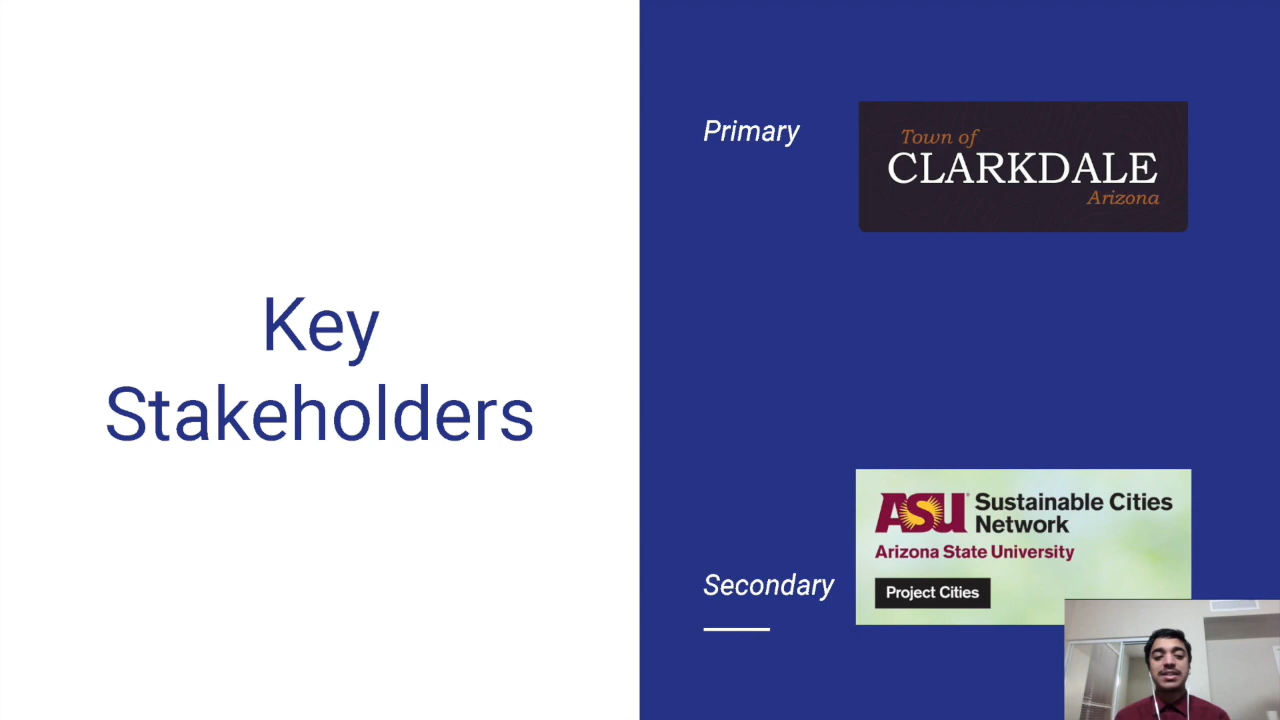 Key
Stakeholders
Primary
Town of
CLARKDALE
Arizona
ASU Sustainable Cities
Network
Arizona State University
Project Cities
Secondary